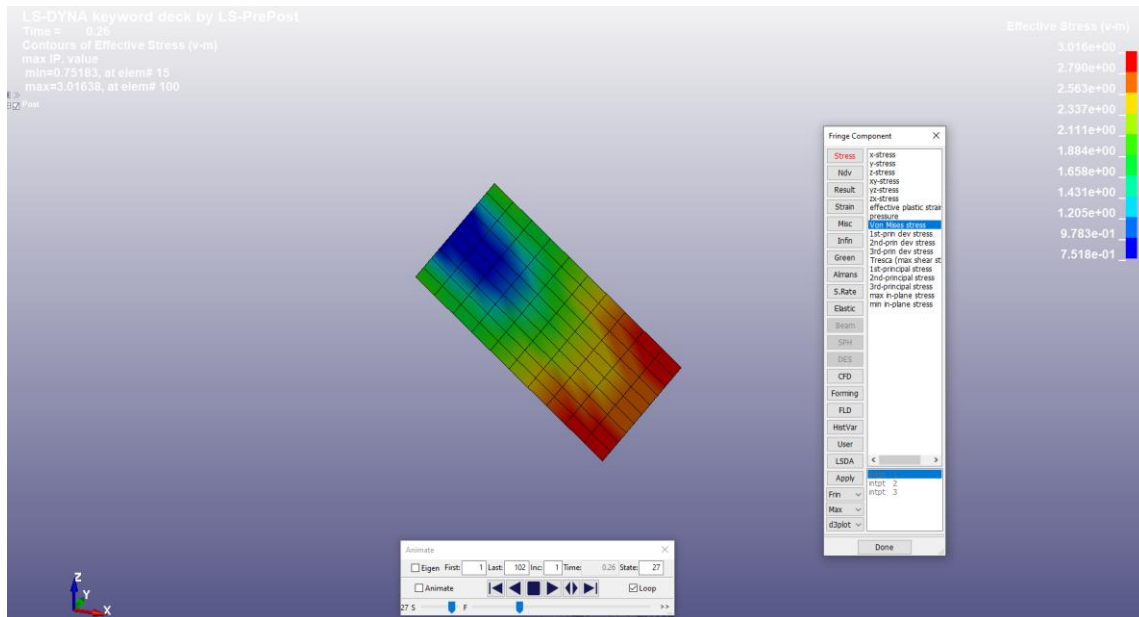 LS-DYNA keyword deck by LS-PrePost
Time = 0.26
Contours of Effective Stress (v-m)
max IP. value
min=0.75183, at elem# 15
max=3.01638, at elem# 100
Post
Effective Stress (v-m)
3.016e+00
2.790e+00
2.563e+00
2.337e+00
2.111e+00
1.884e+00
1.658e+00
1.431e+00
1.205e+00
9.783e-01
7.518e-01
Fringe Component
Stress
Ndv
Result
Strain
Misc
Infin
Green
Almans
S.Rate
Elastic
Beam
SPH
DES
CFD
Forming
FLD
HistVar
User
LSDA
Apply
Frin
Max
d3plot
x-stress
y-stress
z-stress
xy-stress
yz-stress
zx-stress
effective plastic strain
pressure
Von Mises stress
1st-prin dev stress
2nd-prin dev stress
3rd-prin dev stress
Tresca (max shear st
1st-principal stress
2nd-principal stress
3rd-principal stress
max in-plane stress
min in-plane stress
intpt 2
intpt 3
Done
Animate
Eigen First: 1 Last: 102 Inc: 1 Time: 0.26 State: 27
Animate Loop
27 S F >>
Z
Y
X